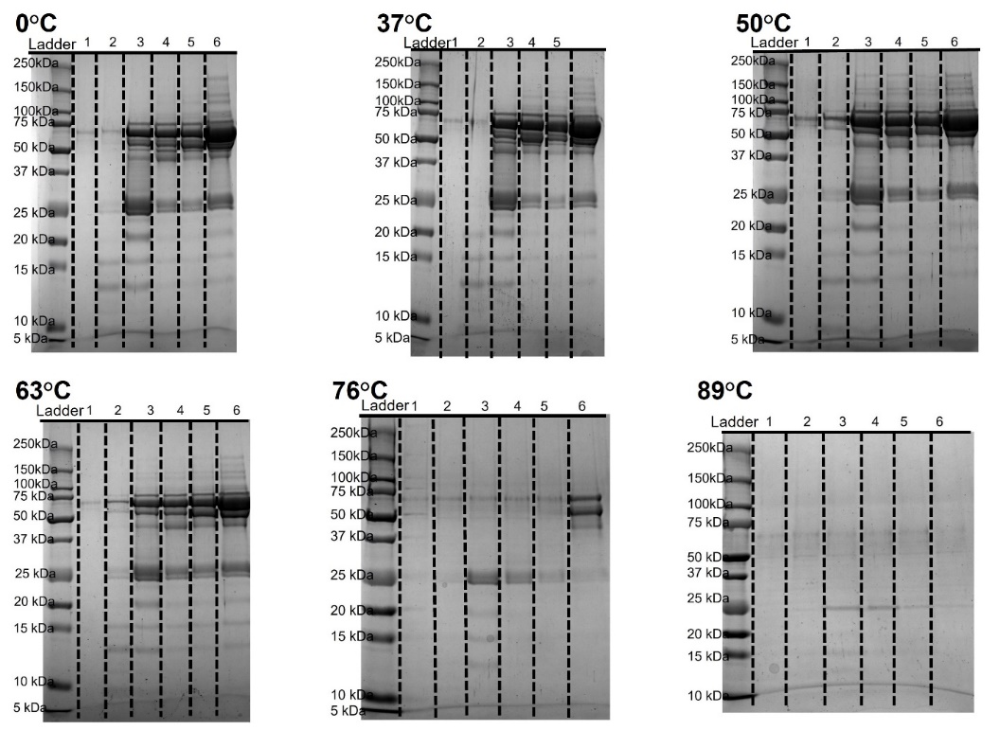 0°C
Ladder 1 2 3 4 5 6
250kDa
150kDa
100kDa
75 kDa
50 kDa
37 kDa
25 kDa
20 kDa
15 kDa
10 kDa
5 kDa
37°C
Ladder 1 2 3 4 5
250kDa
150kDa
100kDa
75 kDa
50 kDa
37 kDa
25 kDa
20 kDa
15 kDa
10 kDa
5 kDa
50°C
Ladder 1 2 3 4 5 6
250kDa
150kDa
100kDa
75 kDa
50 kDa
37 kDa
25 kDa
20 kDa
15 kDa
10 kDa
5 kDa
63°C
Ladder 1 2 3 4 5 6
250kDa
150kDa
100kDa
75 kDa
50 kDa
37 kDa
25 kDa
20 kDa
15 kDa
10 kDa
5 kDa
76°C
Ladder 1 2 3 4 5 6
250kDa
150kDa
100kDa
75 kDa
50 kDa
37 kDa
25 kDa
20 kDa
15 kDa
10 kDa
5 kDa
89°C
Ladder 1 2 3 4 5 6
250kDa
150kDa
100kDa
75 kDa
50 kDa
37 kDa
25 kDa
20 kDa
15 kDa
10 kDa